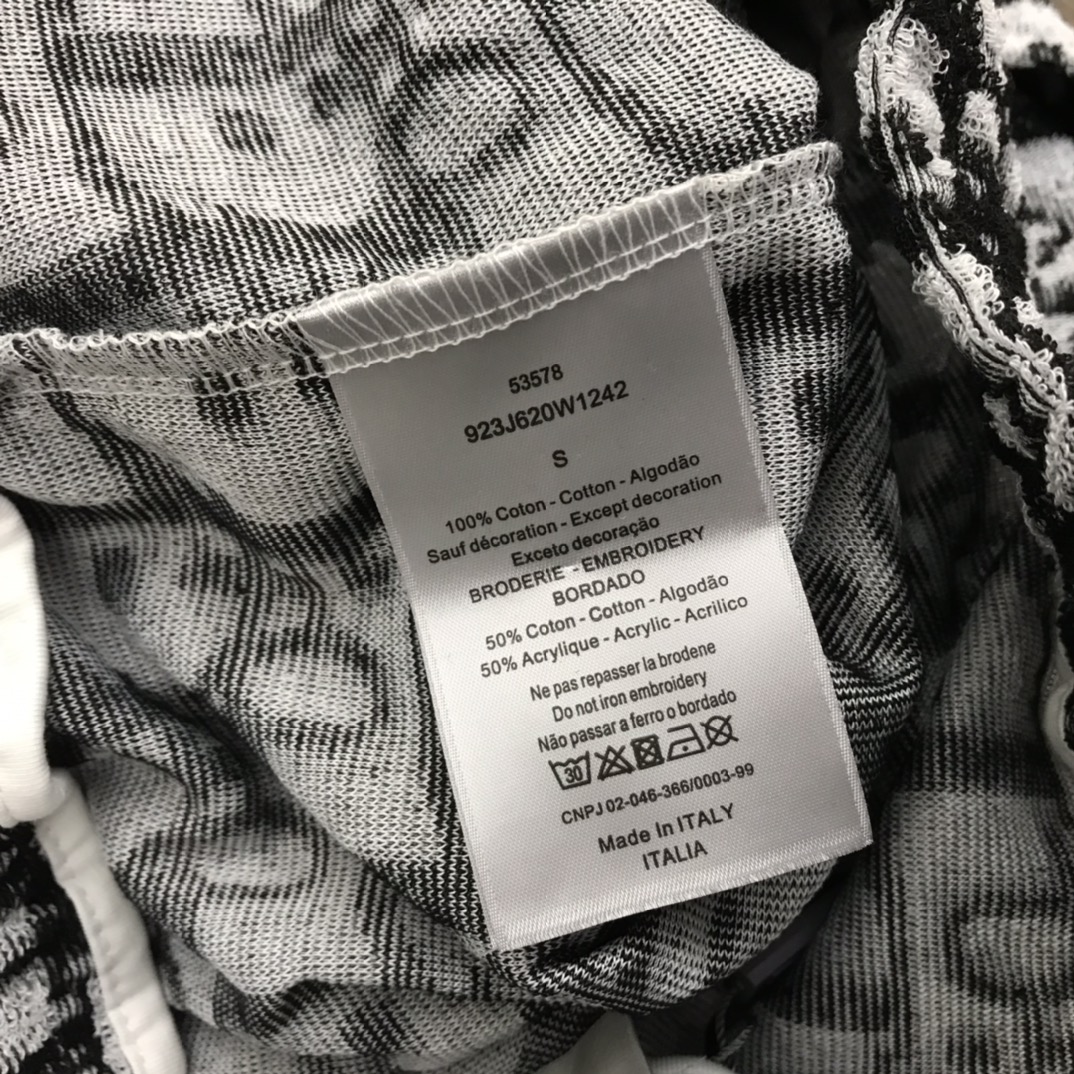 53578
923J620W1242
S
100% Coton - Cotton - Algodão
Sauf décoration - Except decoration
Exceto decoração
BRODERIE - EMBROIDERY
BORDADO
50% Coton - Cotton - Algodão
50% Acrylique - Acrylic - Acrilico
Ne pas repasser la brodene
Do not iron embroidery
Não passar a ferro o bordado
30
CNPJ 02-046-366/0003-99
Made In ITALY
ITALIA